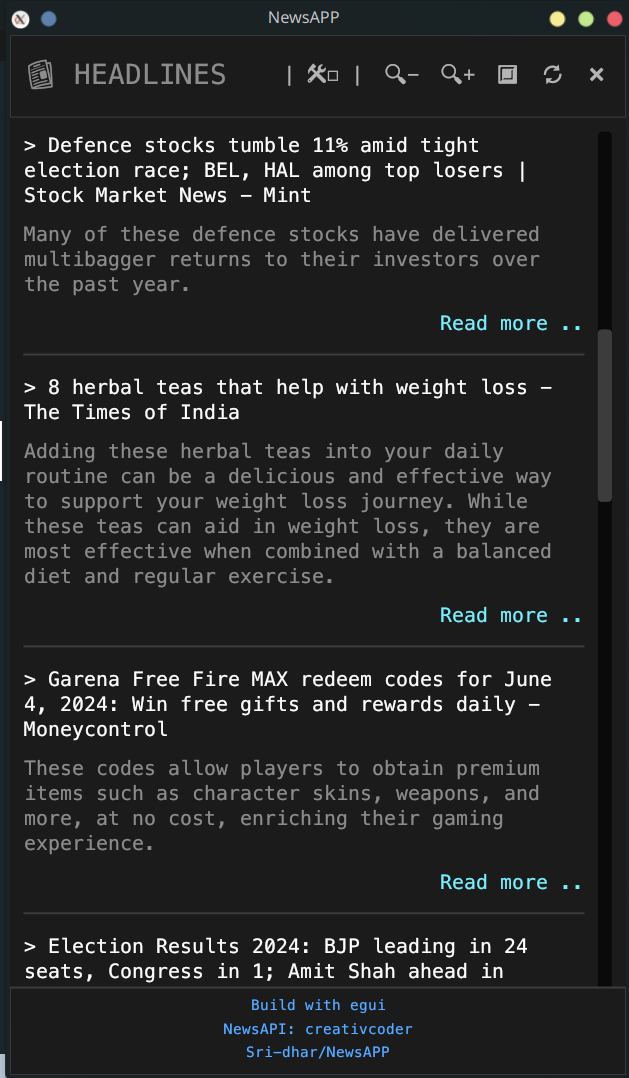 NewsAPP
HEADLINES
> Defence stocks tumble 11% amid tight
election race; BEL, HAL among top losers |
Stock Market News - Mint
Many of these defence stocks have delivered
multibagger returns to their investors over
the past year.
Read more ..
> 8 herbal teas that help with weight loss -
The Times of India
Adding these herbal teas into your daily
routine can be a delicious and effective way
to support your weight loss journey. While
these teas can aid in weight loss, they are
most effective when combined with a balanced
diet and regular exercise.
Read more ..
> Garena Free Fire MAX redeem codes for June
4, 2024: Win free gifts and rewards daily -
Moneycontrol
These codes allow players to obtain premium
items such as character skins, weapons, and
more, at no cost, enriching their gaming
experience.
Read more ..
> Election Results 2024: BJP leading in 24
seats, Congress in 1; Amit Shah ahead in
Build with egui
NewsAPI: creativcoder
Sri-dhar/NewsAPP